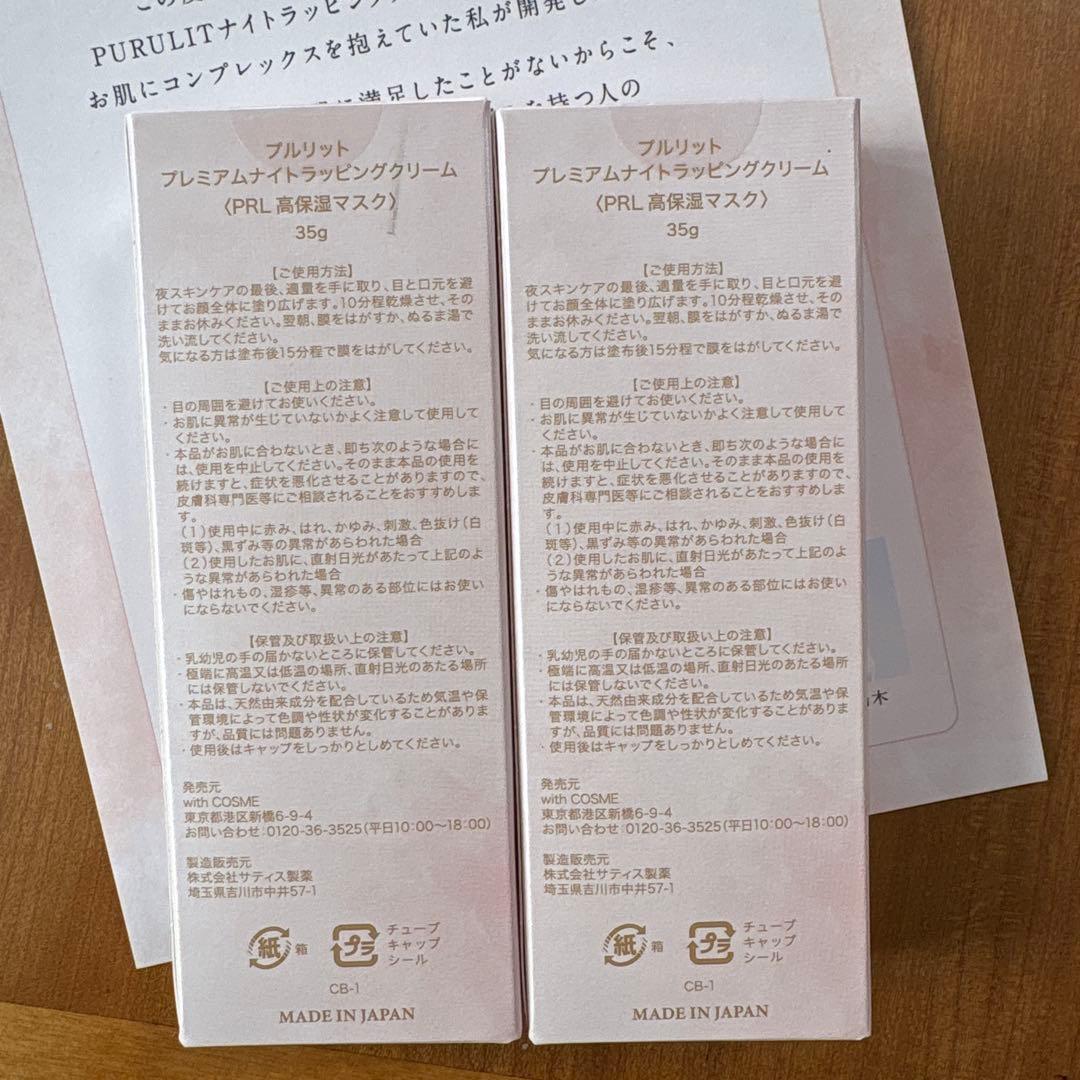 PURULITナイトラッピング
お肌にコンプレックスを抱えていた私が開発し
満足したことがないからこそ、
持つ人の
プルリット
プレミアムナイトラッピングクリーム
〈PRL 高保湿マスク〉
35g
【ご使用方法】
夜スキンケアの最後、適量を手に取り、目と口元を避
けてお顔全体に塗り広げます。10分程乾燥させ、その
ままお休みください。翌朝、膜をはがすか、ぬるま湯で
洗い流してください。
気になる方は塗布後15分程で膜をはがしてください。
【ご使用上の注意】
・目の周囲を避けてお使いください。
・お肌に異常が生じていないかよく注意して使用して
ください。
・本品がお肌に合わないとき、即ち次のような場合に
は、使用を中止してください。そのまま本品の使用を
続けますと、症状を悪化させることがありますので、
皮膚科専門医等にご相談されることをおすすめしま
す。
(1)使用中に赤み、はれ、かゆみ、刺激、色抜け(白
斑等)、黒ずみ等の異常があらわれた場合
(2)使用したお肌に、直射日光があたって上記のよ
うな異常があらわれた場合
・傷やはれもの、湿疹等、異常のある部位にはお使い
にならないでください。
【保管及び取扱い上の注意】
・乳幼児の手の届かないところに保管してください。
・極端に高温又は低温の場所、直射日光のあたる場所
には保管しないでください。
・本品は、天然由来成分を配合しているため気温や保
管環境によって色調や性状が変化することがありま
すが、品質には問題ありません。
・使用後はキャップをしっかりとしめてください。
発売元
with COSME
東京都港区新橋6-9-4
お問い合わせ:0120-36-3525(平日10:00〜18:00)
製造販売元
株式会社サティス製薬
埼玉県吉川市中井57-1
紙 箱
プラ
チューブ
キャップ
シール
CB-1
MADE IN JAPAN
プルリット
プレミアムナイトラッピングクリーム
〈PRL 高保湿マスク〉
35g
【ご使用方法】
夜スキンケアの最後、適量を手に取り、目と口元を避
けてお顔全体に塗り広げます。10分程乾燥させ、その
ままお休みください。翌朝、膜をはがすか、ぬるま湯で
洗い流してください。
気になる方は塗布後15分程で膜をはがしてください。
【ご使用上の注意】
・目の周囲を避けてお使いください。
・お肌に異常が生じていないかよく注意して使用して
ください。
・本品がお肌に合わないとき、即ち次のような場合に
は、使用を中止してください。そのまま本品の使用を
続けますと、症状を悪化させることがありますので、
皮膚科専門医等にご相談されることをおすすめしま
す。
(1)使用中に赤み、はれ、かゆみ、刺激、色抜け(白
斑等)、黒ずみ等の異常があらわれた場合
(2)使用したお肌に、直射日光があたって上記のよ
うな異常があらわれた場合
・傷やはれもの、湿疹等、異常のある部位にはお使い
にならないでください。
【保管及び取扱い上の注意】
・乳幼児の手の届かないところに保管してください。
・極端に高温又は低温の場所、直射日光のあたる場所
には保管しないでください。
・本品は、天然由来成分を配合しているため気温や保
管環境によって色調や性状が変化することがありま
すが、品質には問題ありません。
・使用後はキャップをしっかりとしめてください。
発売元
with COSME
東京都港区新橋6-9-4
お問い合わせ:0120-36-3525(平日10:00〜18:00)
製造販売元
株式会社サティス製薬
埼玉県吉川市中井57-1
紙 箱
プラ
チューブ
キャップ
シール
CB-1
MADE IN JAPAN
木